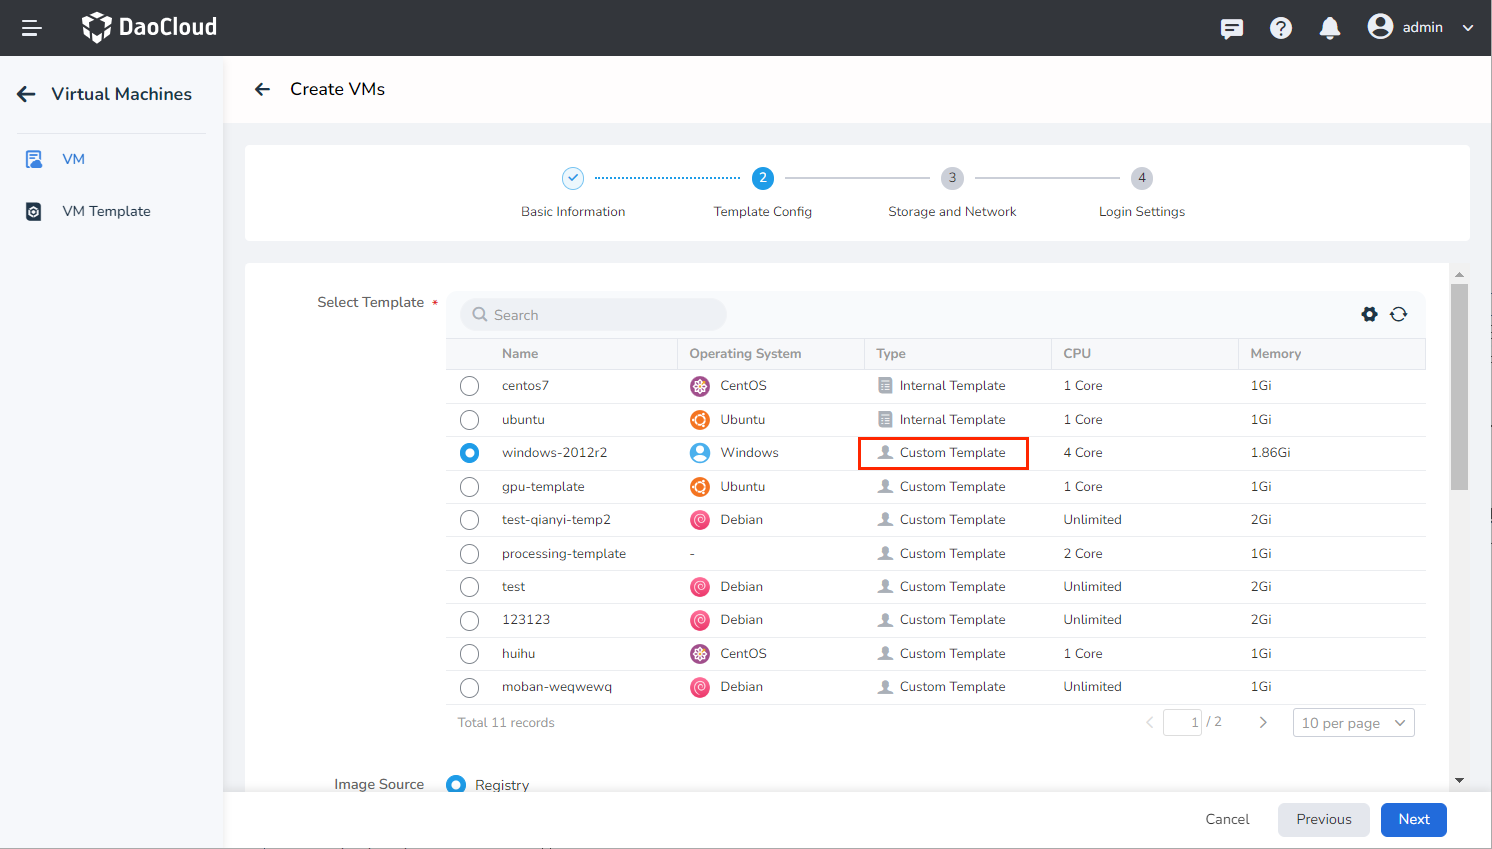 DaoCloud
admin
Virtual Machines
Create VMs
VM
VM Template
2
3
4
Basic Information
Template Config
Storage and Network
Login Settings
Select Template *
Search
Name Operating System Type CPU Memory
centos7 CentOS Internal Template 1 Core 1Gi
ubuntu Ubuntu Internal Template 1 Core 1Gi
windows-2012r2 Windows Custom Template 4 Core 1.86Gi
gpu-template Ubuntu Custom Template 1 Core 1Gi
test-qianyi-temp2 Debian Custom Template Unlimited 2Gi
processing-template - Custom Template 2 Core 1Gi
test Debian Custom Template Unlimited 2Gi
123123 Debian Custom Template Unlimited 2Gi
huihu CentOS Custom Template 1 Core 1Gi
moban-weqwewq Debian Custom Template Unlimited 1Gi
Total 11 records
1 / 2
10 per page
Image Source
Registry
Cancel
Previous
Next